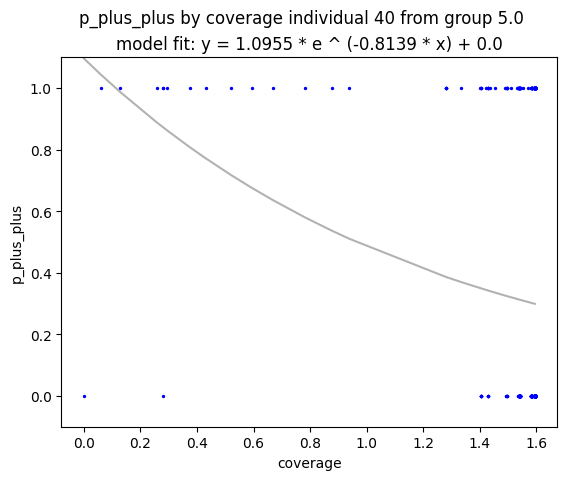 p_plus_plus by coverage individual 40 from group 5.0
model fit: y = 1.0955 * e ^ (-0.8139 * x) + 0.0
1.0
0.8
0.6
0.4
0.2
0.0
p_plus_plus
0.0 0.2 0.4 0.6 0.8 1.0 1.2 1.4 1.6
coverage